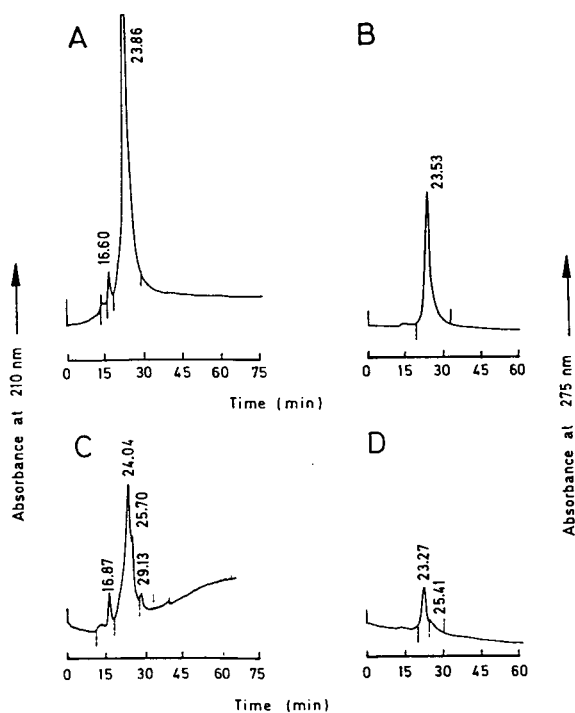 A
B
23.86
16.60
23.53
Absorbance at 210 nm
Absorbance at 275 nm
0 15 30 45 60 75
0 15 30 45 60
Time (min)
C
D
24.04
25.70
16.87
29.13
23.27
25.41
0 15 30 45 60 75
0 15 30 45 60
Time (min)